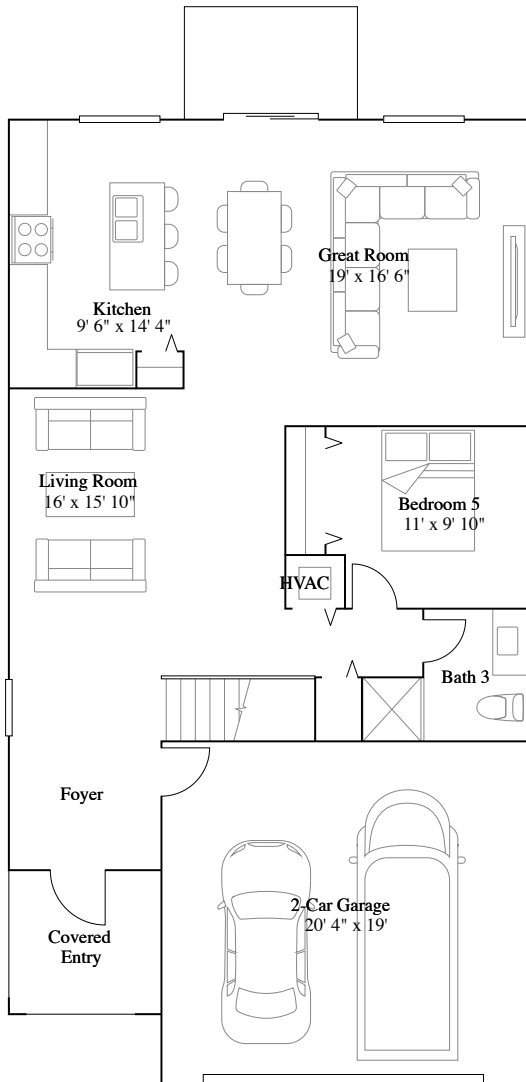 Great Room
19' x 16' 6"
Kitchen
9' 6" x 14' 4"
Living Room
16' x 15' 10"
Bedroom 5
11' x 9' 10"
HVAC
Bath 3
Foyer
2-Car Garage
20' 4" x 19'
Covered
Entry